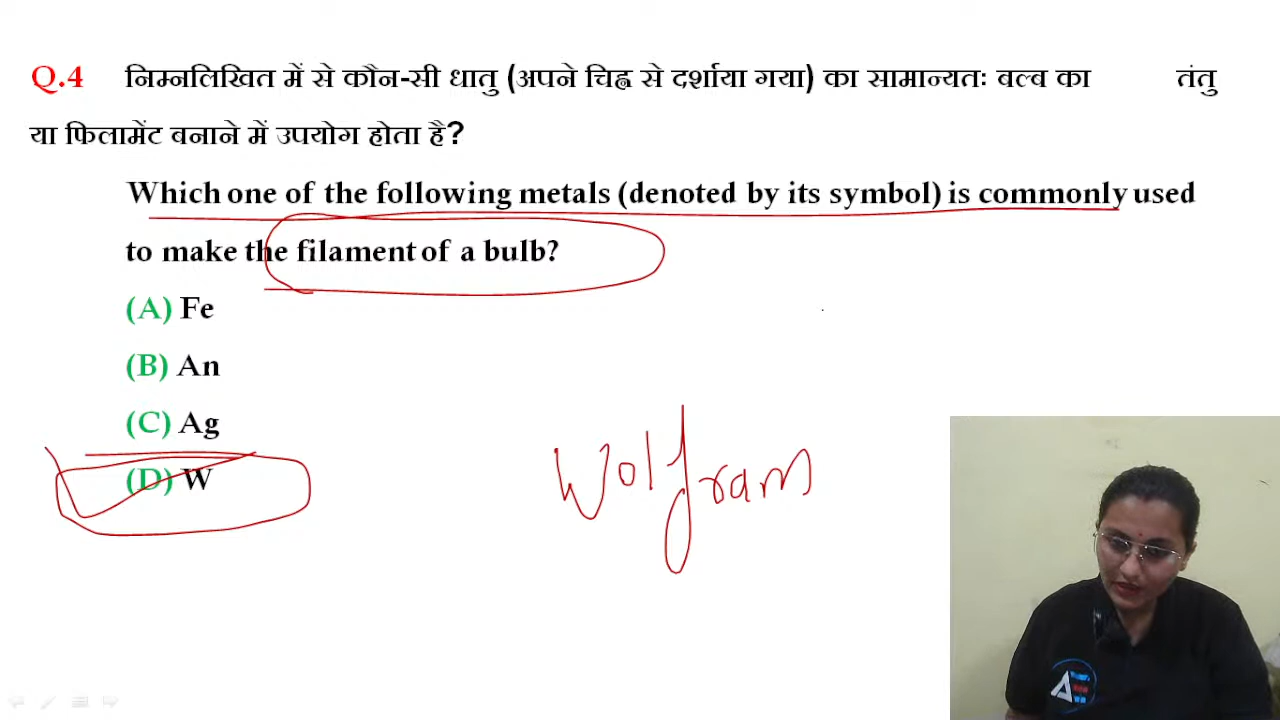 Q.4 निम्नलिखित में से कौन-सी धातु (अपने चिह्न से दर्शाया गया) का सामान्यतः बल्ब का तंतु
या फिलामेंट बनाने में उपयोग होता है?
Which one of the following metals (denoted by its symbol) is commonly used
to make the filament of a bulb?
(A) Fe
(B) An
(C) Ag
(D) W
Wolfram